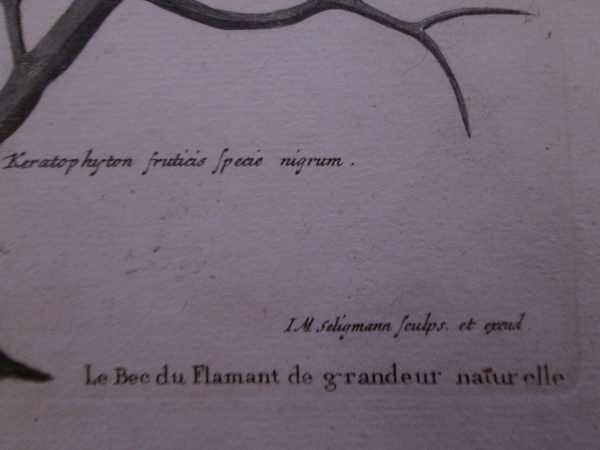 Keratophyton fruticis ſpecie nigrum.
I M Seligmann ſculps. et excud.
Le Bec du Flamant de grandeur naturelle